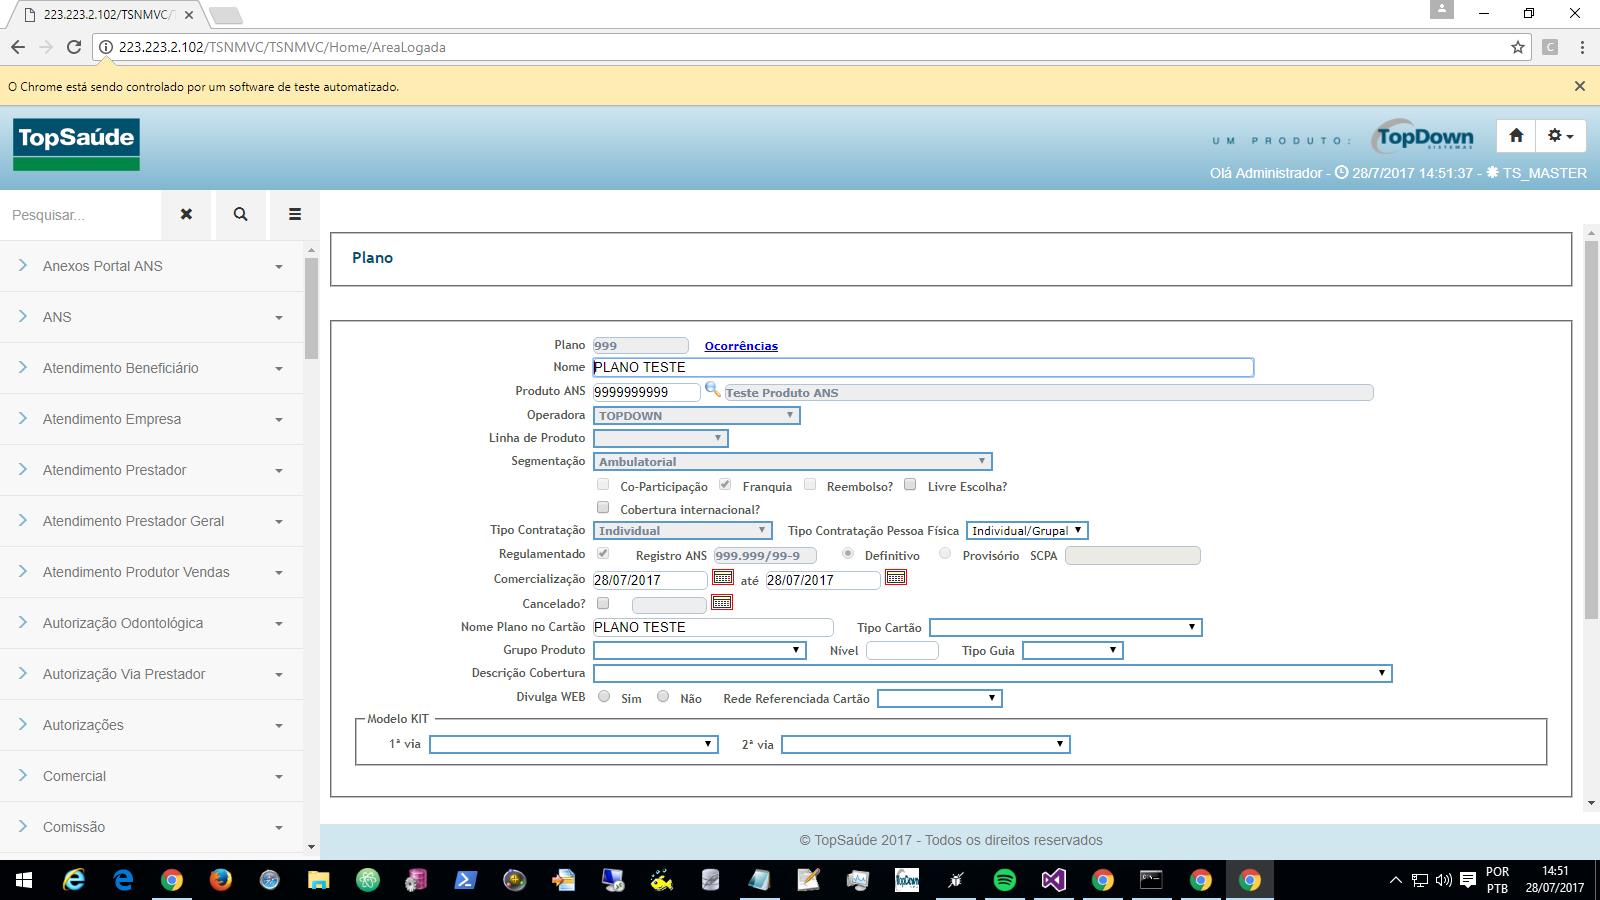 223.223.2.102/TSNMVC/T
223.223.2.102/TSNMVC/TSNMVC/Home/AreaLogada
C
O Chrome está sendo controlado por um software de teste automatizado.
TopSaúde
UM PRODUTO:
TopDown
SISTEMAS
Olá Administrador - 28/7/2017 14:51:37 - TS_MASTER
Pesquisar...
Anexos Portal ANS
ANS
Atendimento Beneficiário
Atendimento Empresa
Atendimento Prestador
Atendimento Prestador Geral
Atendimento Produtor Vendas
Autorização Odontológica
Autorização Via Prestador
Autorizações
Comercial
Comissão
Plano
Plano 999 Ocorrências
Nome PLANO TESTE
Produto ANS 9999999999 Teste Produto ANS
Operadora TOPDOWN
Linha de Produto
Segmentação Ambulatorial
Co-Participação Franquia Reembolso? Livre Escolha?
Cobertura internacional?
Tipo Contratação Individual Tipo Contratação Pessoa Física Individual/Grupal
Regulamentado Registro ANS 999.999/99-9 Definitivo Provisório SCPA
Comercialização 28/07/2017 até 28/07/2017
Cancelado?
Nome Plano no Cartão PLANO TESTE Tipo Cartão
Grupo Produto Nível Tipo Guia
Descrição Cobertura
Divulga WEB Sim Não Rede Referenciada Cartão
Modelo KIT
1ª via 2ª via
© TopSaúde 2017 - Todos os direitos reservados
TopDown
POR
PTB
14:51
28/07/2017